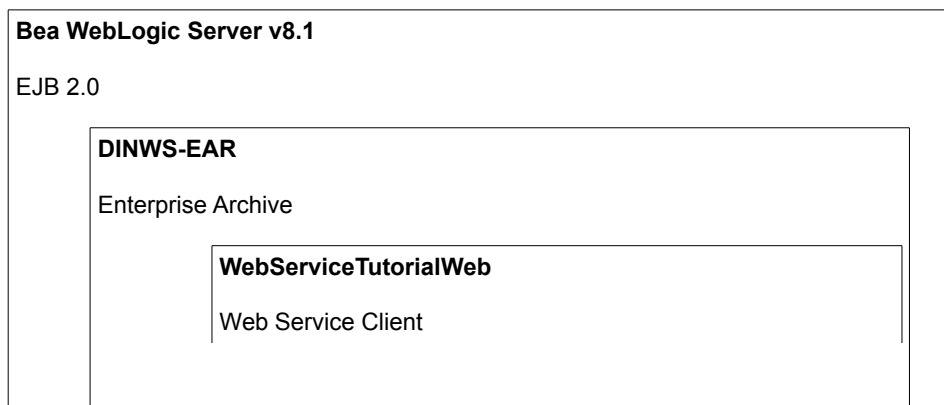 Bea WebLogic Server v8.1
EJB 2.0
DINWS-EAR
Enterprise Archive
WebServiceTutorialWeb
Web Service Client